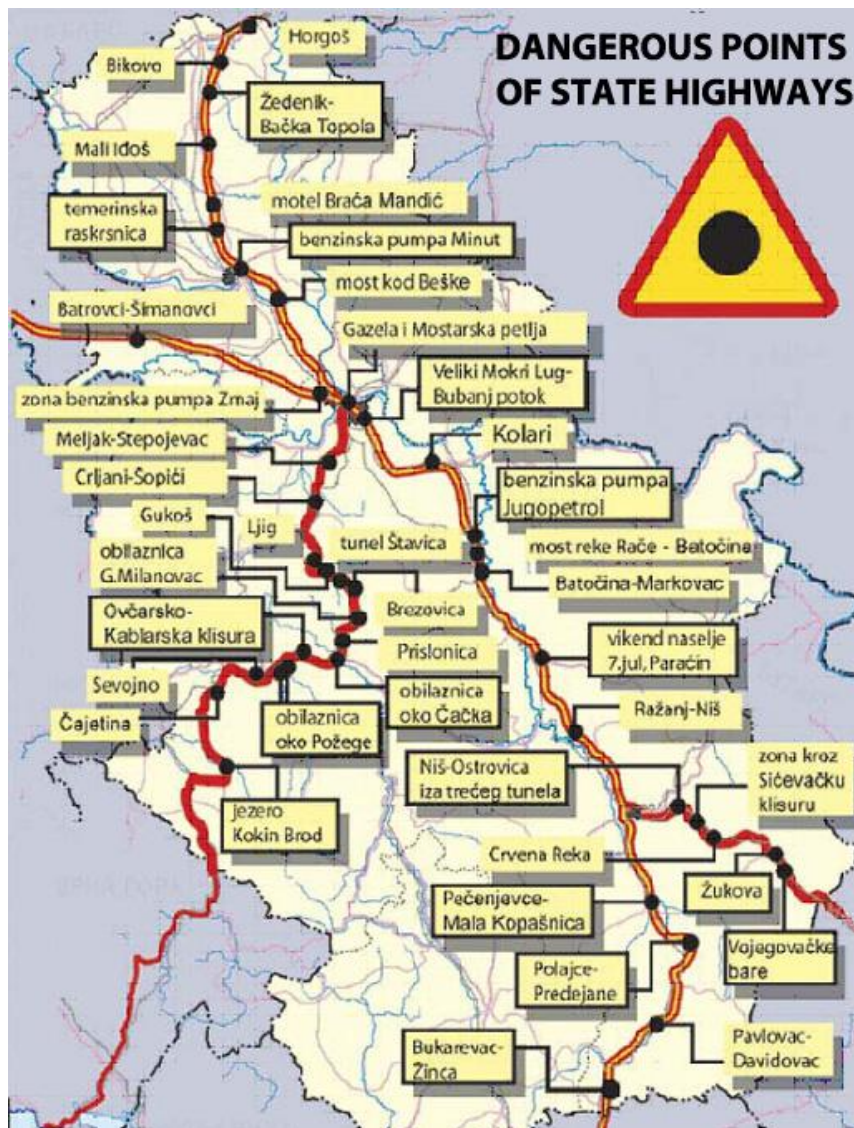 DANGEROUS POINTS
OF STATE HIGHWAYS
Horgoš
Bikovo
Žedenik-
Bačka Topola
Mali Iđoš
motel Braća Mandić
temerinska
raskrsnica
benzinska pumpa Minut
most kod Beške
Batrovci-Šimanovci
Gazela i Mostarska petlja
Veliki Mokri Lug-
Bubanj potok
zona benzinska pumpa Zmaj
Kolari
Meljak-Stepojevac
Crljani-Šopići
benzinska pumpa
Jugopetrol
Gukoš
Ljig
tunel Štavica
most reke Rače - Batočina
obilaznica
G.Milanovac
Batočina-Markovac
Brezovica
Ovčarsko-
Kablarska klisura
Prislonica
vikend naselje
7.jul, Paraćin
Sevojno
obilaznica
oko Čačka
Čajetina
obilaznica
oko Požege
Ražanj-Niš
zona kroz
Sićevačku
klisuru
Niš-Ostrovica
iza trećeg tunela
jezero
Kokin Brod
Crvena Reka
Žukova
Pečenjevce-
Mala Kopašnica
Vojegovačke
bare
Polajce-
Predejane
Pavlovac-
Davidovac
Bukarevac-
Žinca